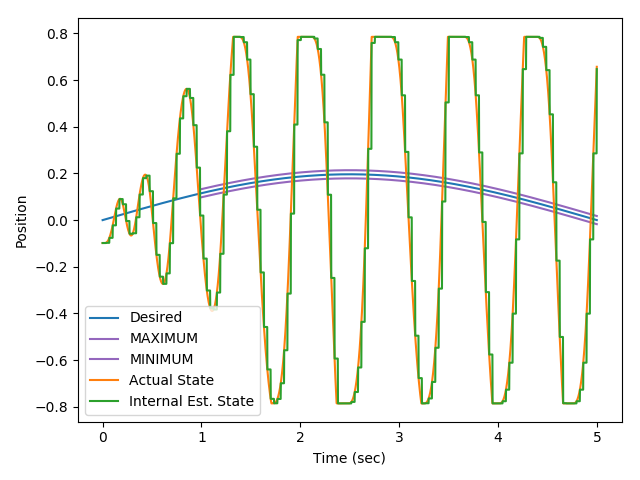 0.8
0.6
0.4
0.2
0.0
−0.2
−0.4
−0.6
−0.8
Position
Desired
MAXIMUM
MINIMUM
Actual State
Internal Est. State
0 1 2 3 4 5
Time (sec)